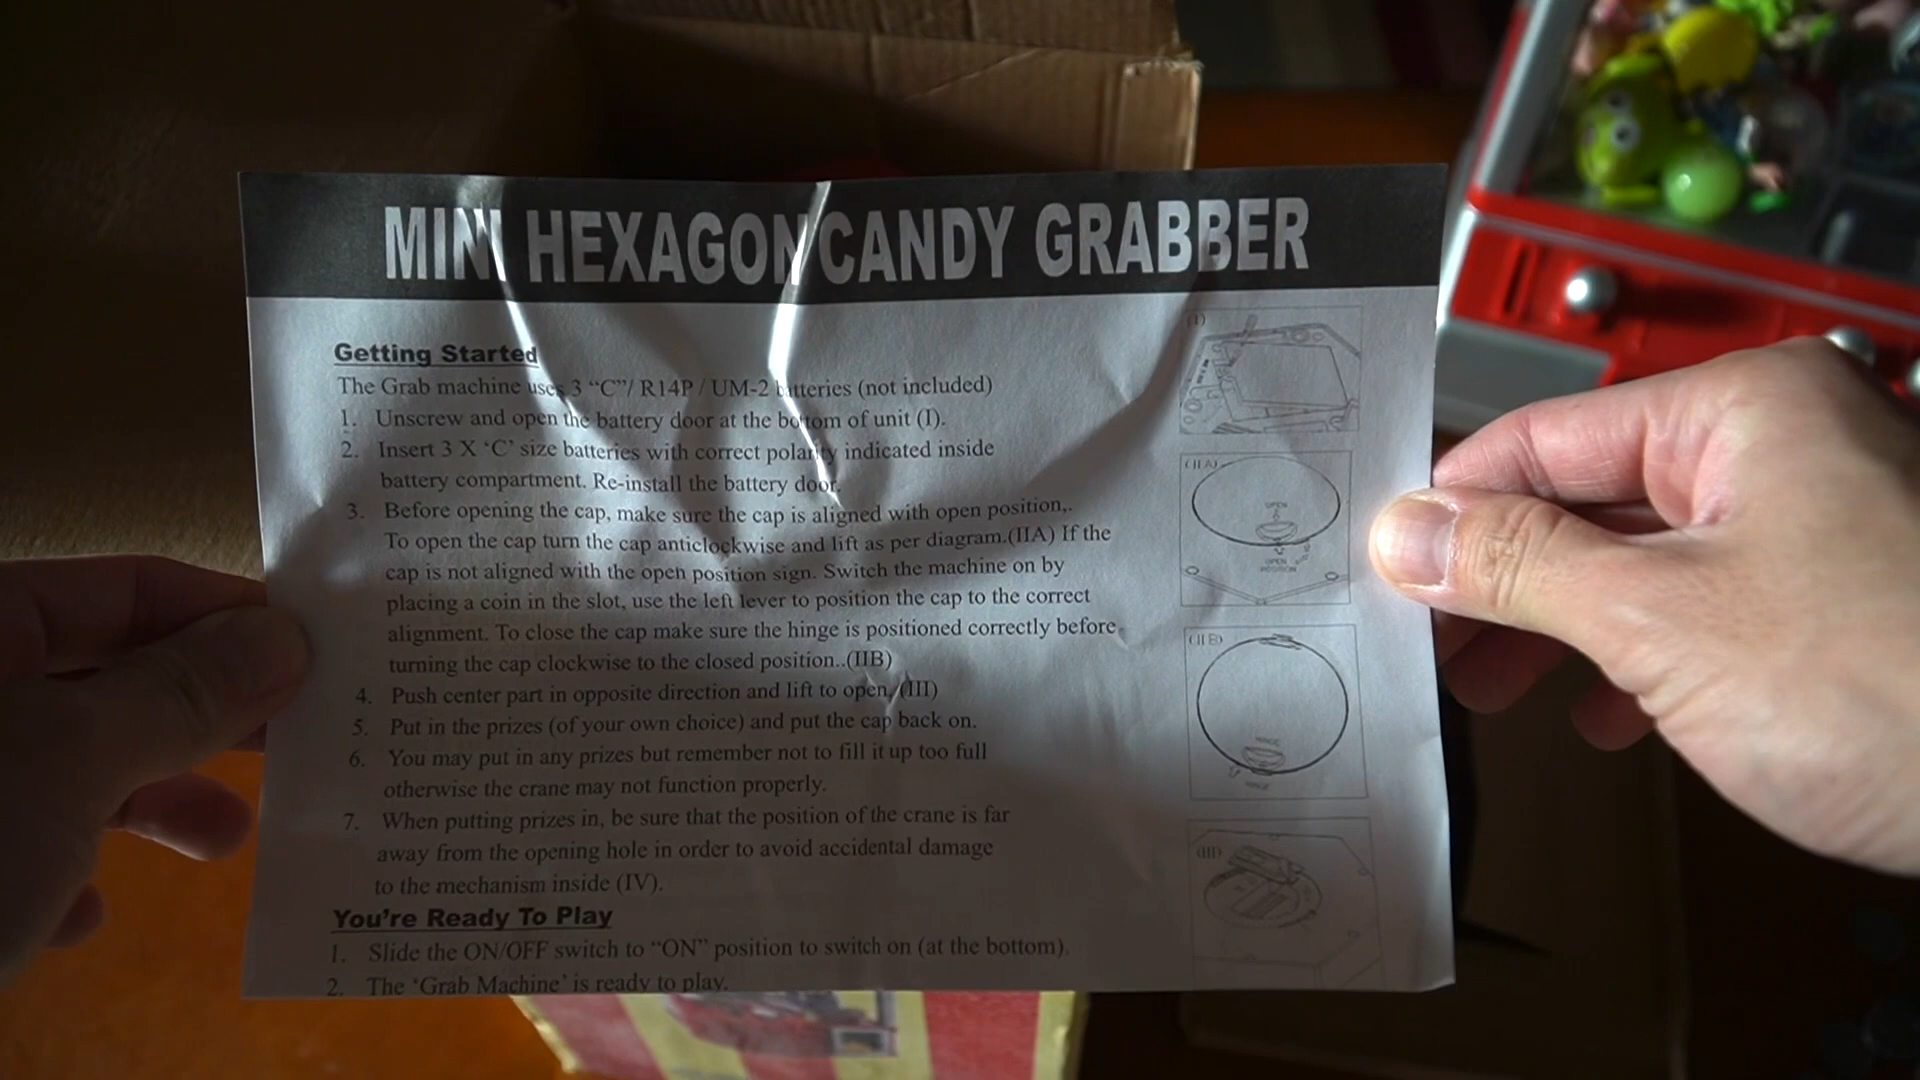 MINI HEXAGON CANDY GRABBER
Getting Started
The Grab machine uses 3 “C”/ R14P / UM-2 batteries (not included)
1. Unscrew and open the battery door at the bottom of unit (I).
2. Insert 3 X ‘C’ size batteries with correct polarity indicated inside
battery compartment. Re-install the battery door.
3. Before opening the cap, make sure the cap is aligned with open position,.
To open the cap turn the cap anticlockwise and lift as per diagram.(IIA) If the
cap is not aligned with the open position sign. Switch the machine on by
placing a coin in the slot, use the left lever to position the cap to the correct
alignment. To close the cap make sure the hinge is positioned correctly before
turning the cap clockwise to the closed position..(IIB)
4. Push center part in opposite direction and lift to open. (III)
5. Put in the prizes (of your own choice) and put the cap back on.
6. You may put in any prizes but remember not to fill it up too full
otherwise the crane may not function properly.
7. When putting prizes in, be sure that the position of the crane is far
away from the opening hole in order to avoid accidental damage
to the mechanism inside (IV).
You're Ready To Play
1. Slide the ON/OFF switch to “ON” position to switch on (at the bottom).
2. The ‘Grab Machine’ is ready to play.
(I)
(IIA)
OPEN
OPEN
POSITION
(IIB)
HINGE
(III)